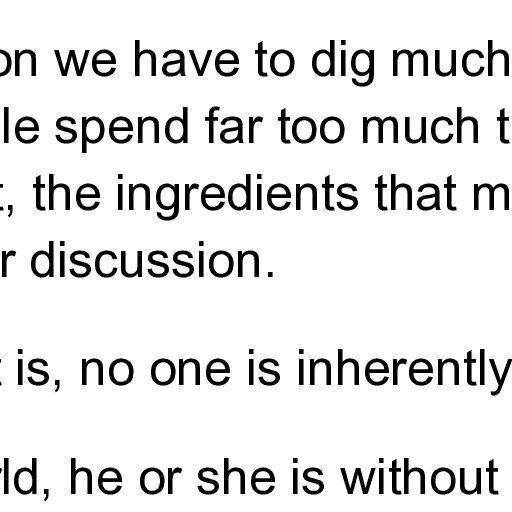 on we have to dig much
le spend far too much t
, the ingredients that m
r discussion.
is, no one is inherently
ld, he or she is without